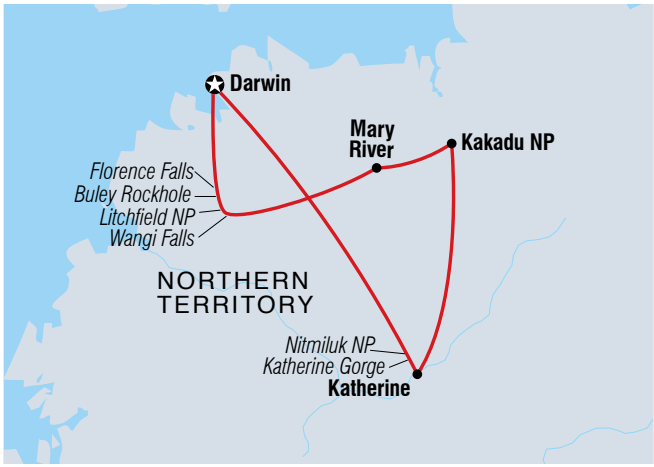 Darwin
Mary
River
Kakadu NP
Florence Falls
Buley Rockhole
Litchfield NP
Wangi Falls
NORTHERN
TERRITORY
Nitmiluk NP
Katherine Gorge
Katherine